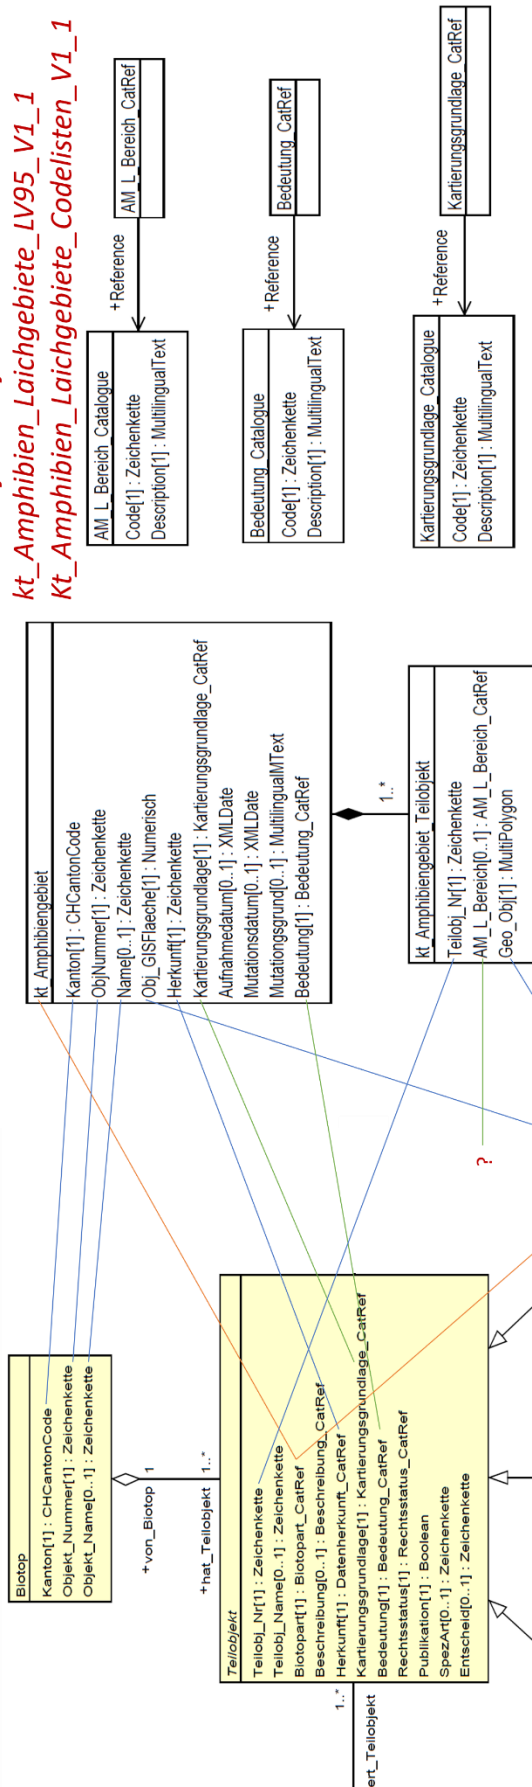 kt_Amphibien_Laichgebiete_LV95_V1_1
Kt_Amphibien_Laichgebiete_Codelisten_V1_1
Biotop
Kanton[1] : CHCantonCode
Objekt_Nummer[1] : Zeichenkette
Objekt_Name[0..1] : Zeichenkette
+von_Biotop 1
+hat_Teilobjekt 1..*
Teilobjekt
Teilobj_Nr[1] : Zeichenkette
Teilobj_Name[0..1] : Zeichenkette
Biotopart[1] : Biotopart_CatRef
Beschreibung[0..1] : Beschreibung_CatRef
Herkunft[1] : Datenherkunft_CatRef
Kartierungsgrundlage[1] : Kartierungsgrundlage_CatRef
Bedeutung[1] : Bedeutung_CatRef
Rechtsstatus[1] : Rechtsstatus_CatRef
Publikation[1] : Boolean
SpezArt[0..1] : Zeichenkette
Entscheid[0..1] : Zeichenkette
1..*
ert_Teilobjekt
kt_Amphibiengebiet
Kanton[1] : CHCantonCode
ObjNummer[1] : Zeichenkette
Name[0..1] : Zeichenkette
Obj_GISFlaeche[1] : Numerisch
Herkunft[1] : Zeichenkette
Kartierungsgrundlage[1] : Kartierungsgrundlage_CatRef
Aufnahmedatum[0..1] : XMLDate
Mutationsdatum[0..1] : XMLDate
Mutationsgrund[0..1] : MultilingualMText
Bedeutung[1] : Bedeutung_CatRef
1..*
kt_Amphibiengebiet_Teilobjekt
Teilobj_Nr[1] : Zeichenkette
AM_L_Bereich[0..1] : AM_L_Bereich_CatRef
Geo_Obj[1] : MultiPolygon
?
AM_L_Bereich_Catalogue
Code[1] : Zeichenkette
Description[1] : MultilingualText
+Reference
AM_L_Bereich_CatRef
Bedeutung_Catalogue
Code[1] : Zeichenkette
Description[1] : MultilingualText
+Reference
Bedeutung_CatRef
Kartierungsgrundlage_Catalogue
Code[1] : Zeichenkette
Description[1] : MultilingualText
+Reference
Kartierungsgrundlage_CatRef